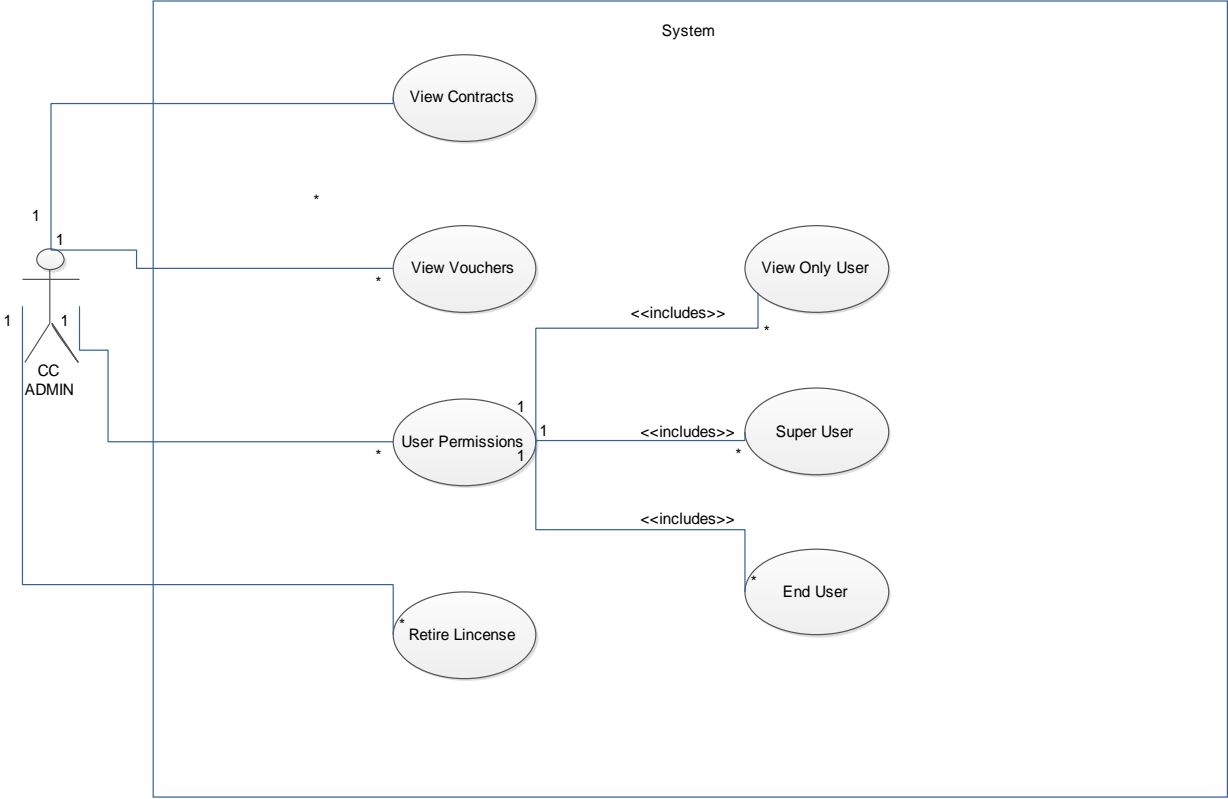 System
View Contracts
*
1
1
View Vouchers
*
View Only User
<<includes>>
*
1
1
CC
ADMIN
1
User Permissions
1
1
*
<<includes>>
Super User
*
<<includes>>
*
End User
*
Retire Lincense